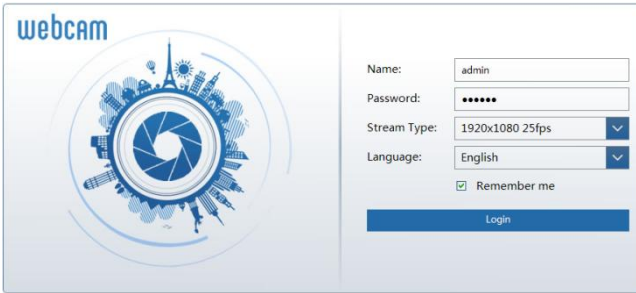 webcam
Name: admin
Password: ••••••
Stream Type: 1920x1080 25fps
Language: English
Remember me
Login